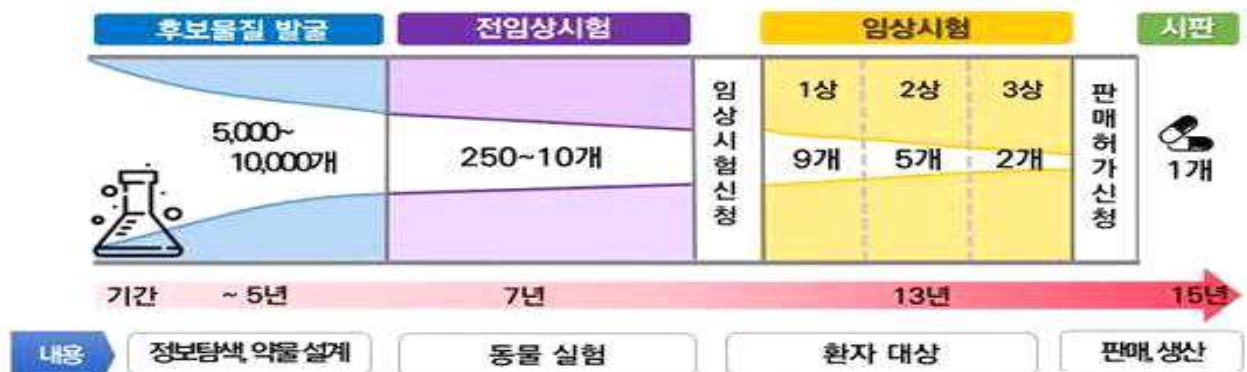 후보물질 발굴
전임상시험
임상시험
시판
5,000~
10,000개
250~10개
임상시험신청
1상
2상
3상
9개
5개
2개
판매허가신청
1개
기간
~ 5년
7년
13년
15년
내용
정보탐색, 약물 설계
동물 실험
환자 대상
판매, 생산